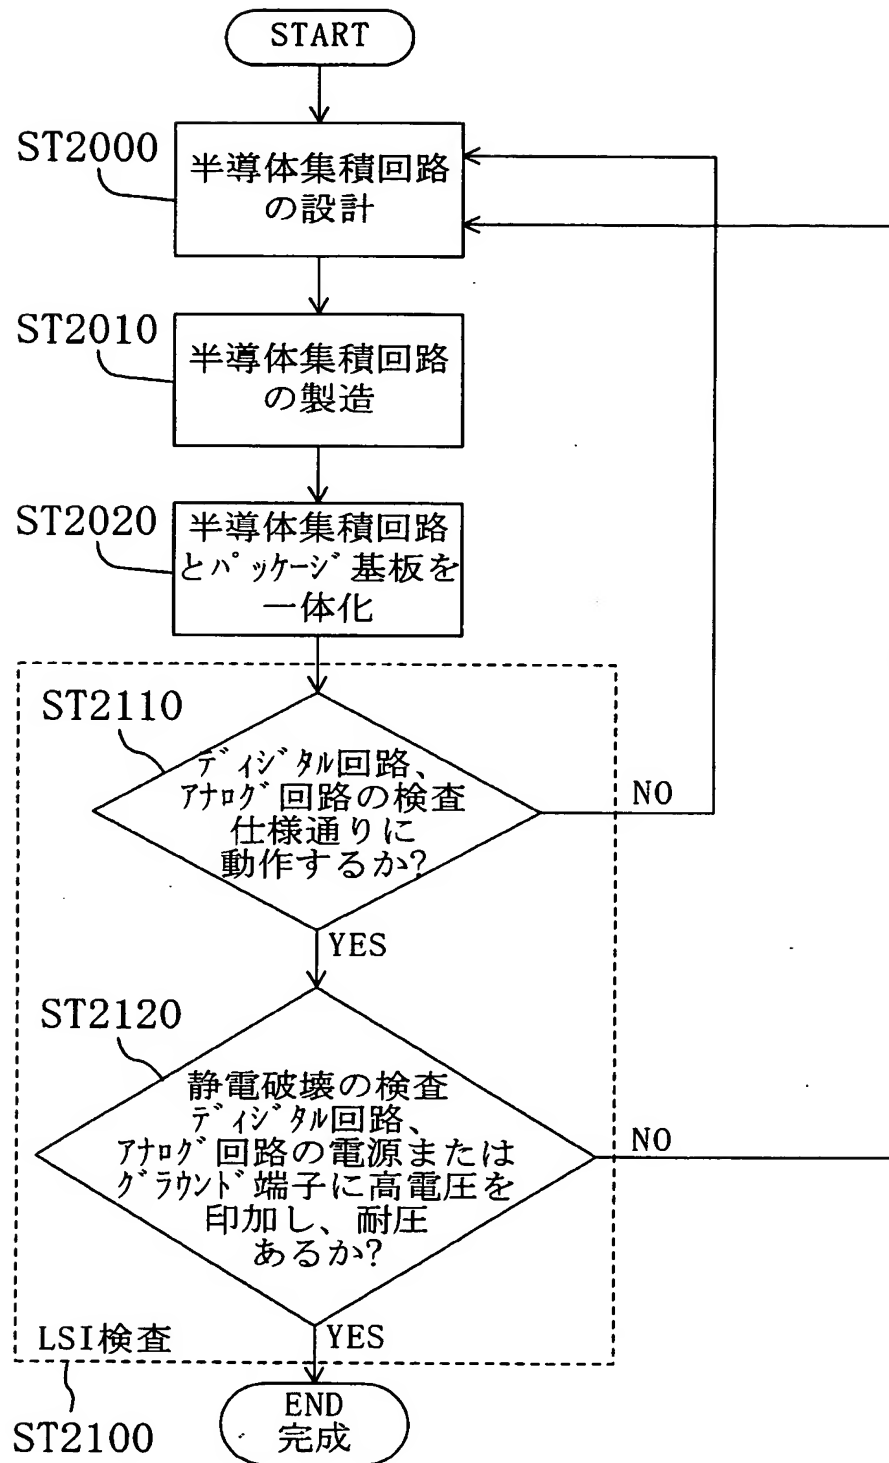 START
ST2000
半導体集積回路
の設計
ST2010
半導体集積回路
の製造
ST2020
半導体集積回路
とパッケージ基板を
一体化
ST2110
ディジタル回路、
アナログ回路の検査
仕様通りに
動作するか?
NO
YES
ST2120
静電破壊の検査
ディジタル回路、
アナログ回路の電源または
グラウンド端子に高電圧を
印加し、耐圧
あるか?
NO
YES
LSI検査
ST2100
END
完成